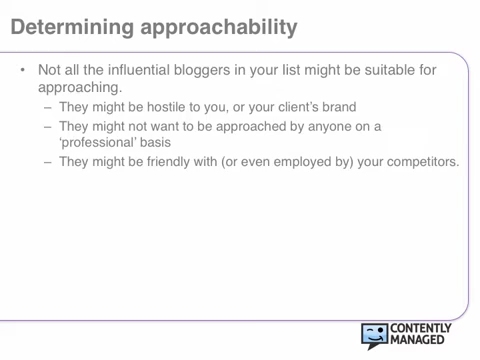 Determining approachability
• Not all the influential bloggers in your list might be suitable for
approaching.
– They might be hostile to you, or your client's brand
– They might not want to be approached by anyone on a
'professional' basis
– They might be friendly with (or even employed by) your competitors.
CONTENTLY
MANAGED